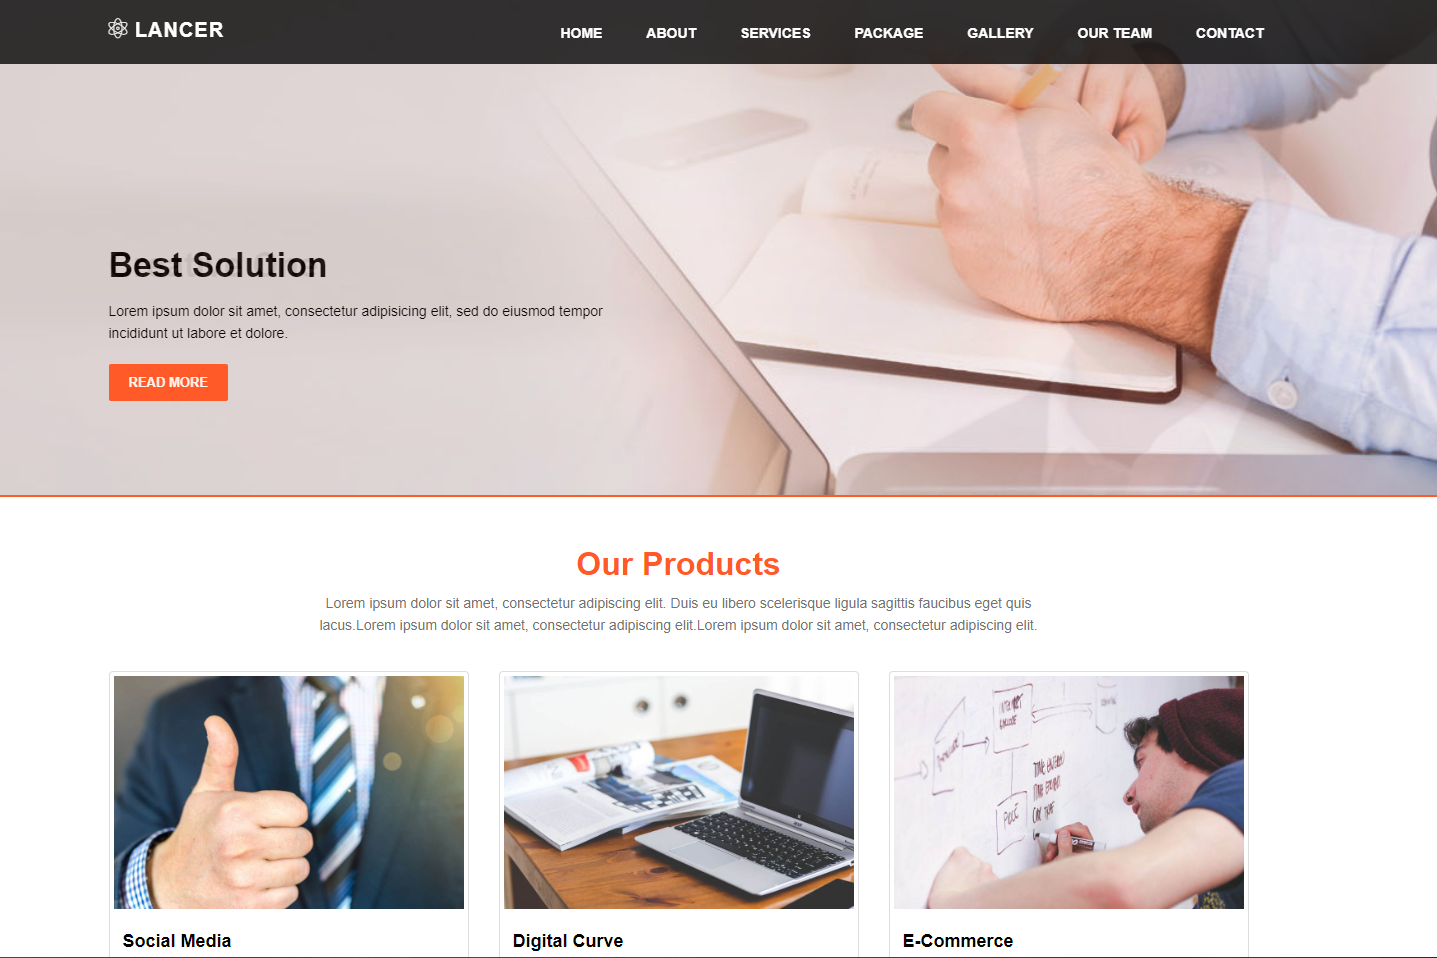 LANCER
HOME ABOUT SERVICES PACKAGE GALLERY OUR TEAM CONTACT
Best Solution
Lorem ipsum dolor sit amet, consectetur adipisicing elit, sed do eiusmod tempor
incididunt ut labore et dolore.
READ MORE
Our Products
Lorem ipsum dolor sit amet, consectetur adipiscing elit. Duis eu libero scelerisque ligula sagittis faucibus eget quis
lacus.Lorem ipsum dolor sit amet, consectetur adipiscing elit.Lorem ipsum dolor sit amet, consectetur adipiscing elit.
Social Media
Digital Curve
E-Commerce